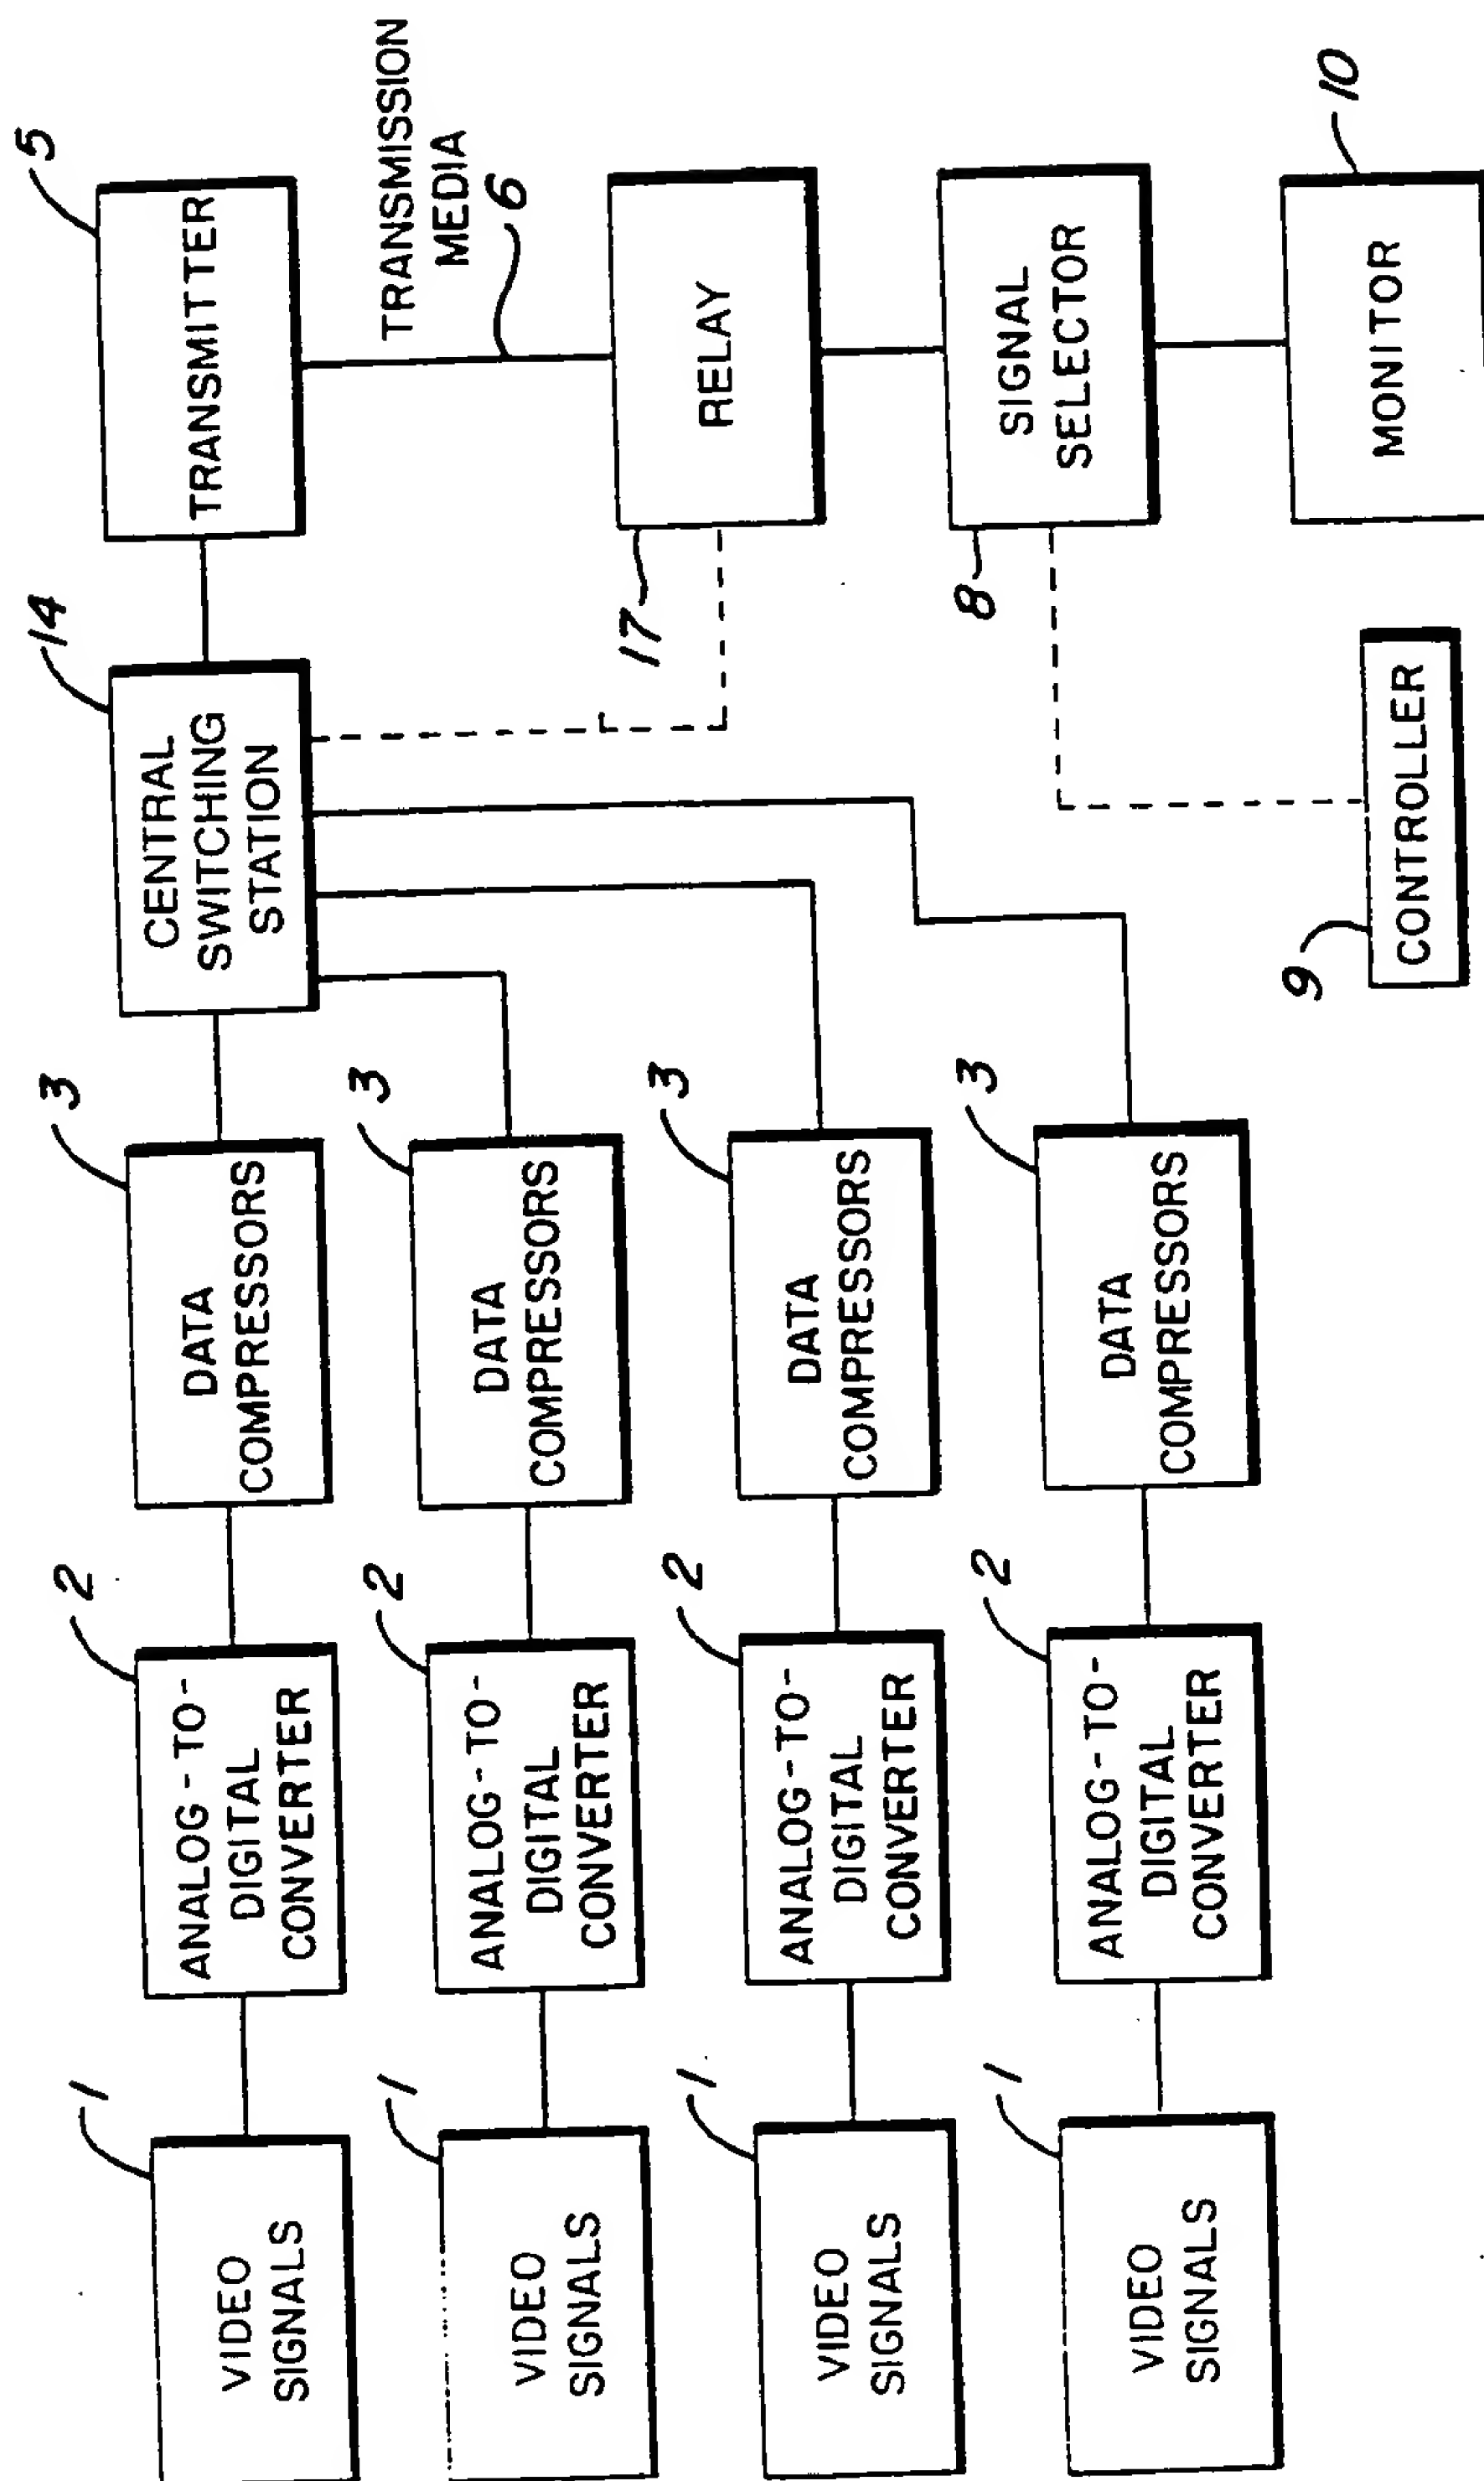 5
TRANSMITTER
TRANSMISSION
MEDIA
6
RELAY
17
SIGNAL
SELECTOR
8
10
MONITOR
14
CENTRAL
SWITCHING
STATION
9
CONTROLLER
3
DATA
COMPRESSORS
3
DATA
COMPRESSORS
3
DATA
COMPRESSORS
3
DATA
COMPRESSORS
2
ANALOG-TO-
DIGITAL
CONVERTER
2
ANALOG-TO-
DIGITAL
CONVERTER
2
ANALOG-TO-
DIGITAL
CONVERTER
2
ANALOG-TO-
DIGITAL
CONVERTER
1
VIDEO
SIGNALS
1
VIDEO
SIGNALS
1
VIDEO
SIGNALS
1
VIDEO
SIGNALS